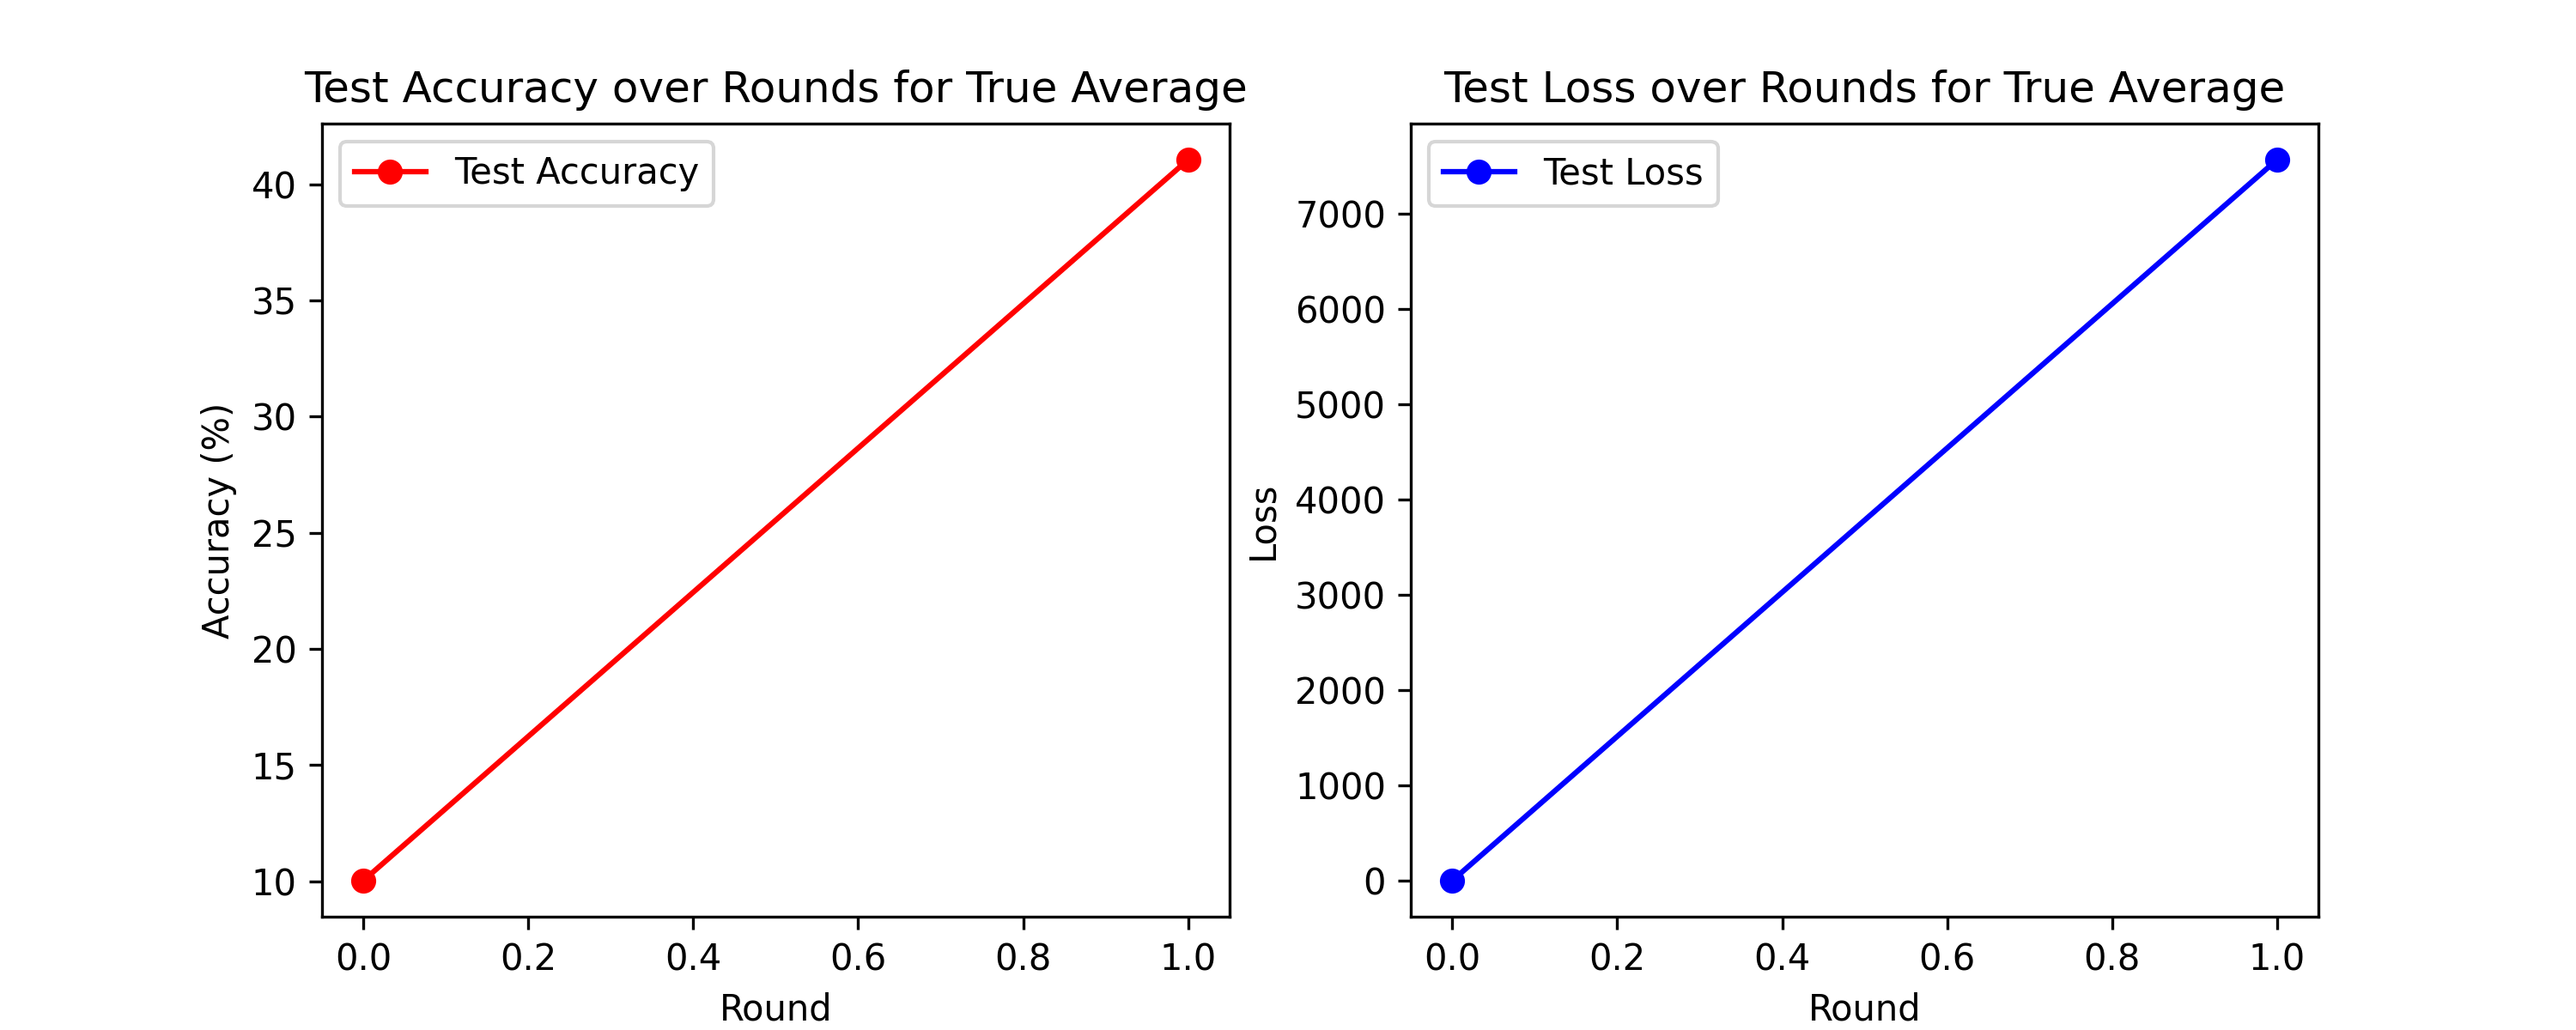 Test Accuracy over Rounds for True Average
Test Accuracy
40
35
30
25
20
15
10
Accuracy (%)
0.0 0.2 0.4 0.6 0.8 1.0
Round
Test Loss over Rounds for True Average
Test Loss
7000
6000
5000
4000
3000
2000
1000
0
Loss
0.0 0.2 0.4 0.6 0.8 1.0
Round